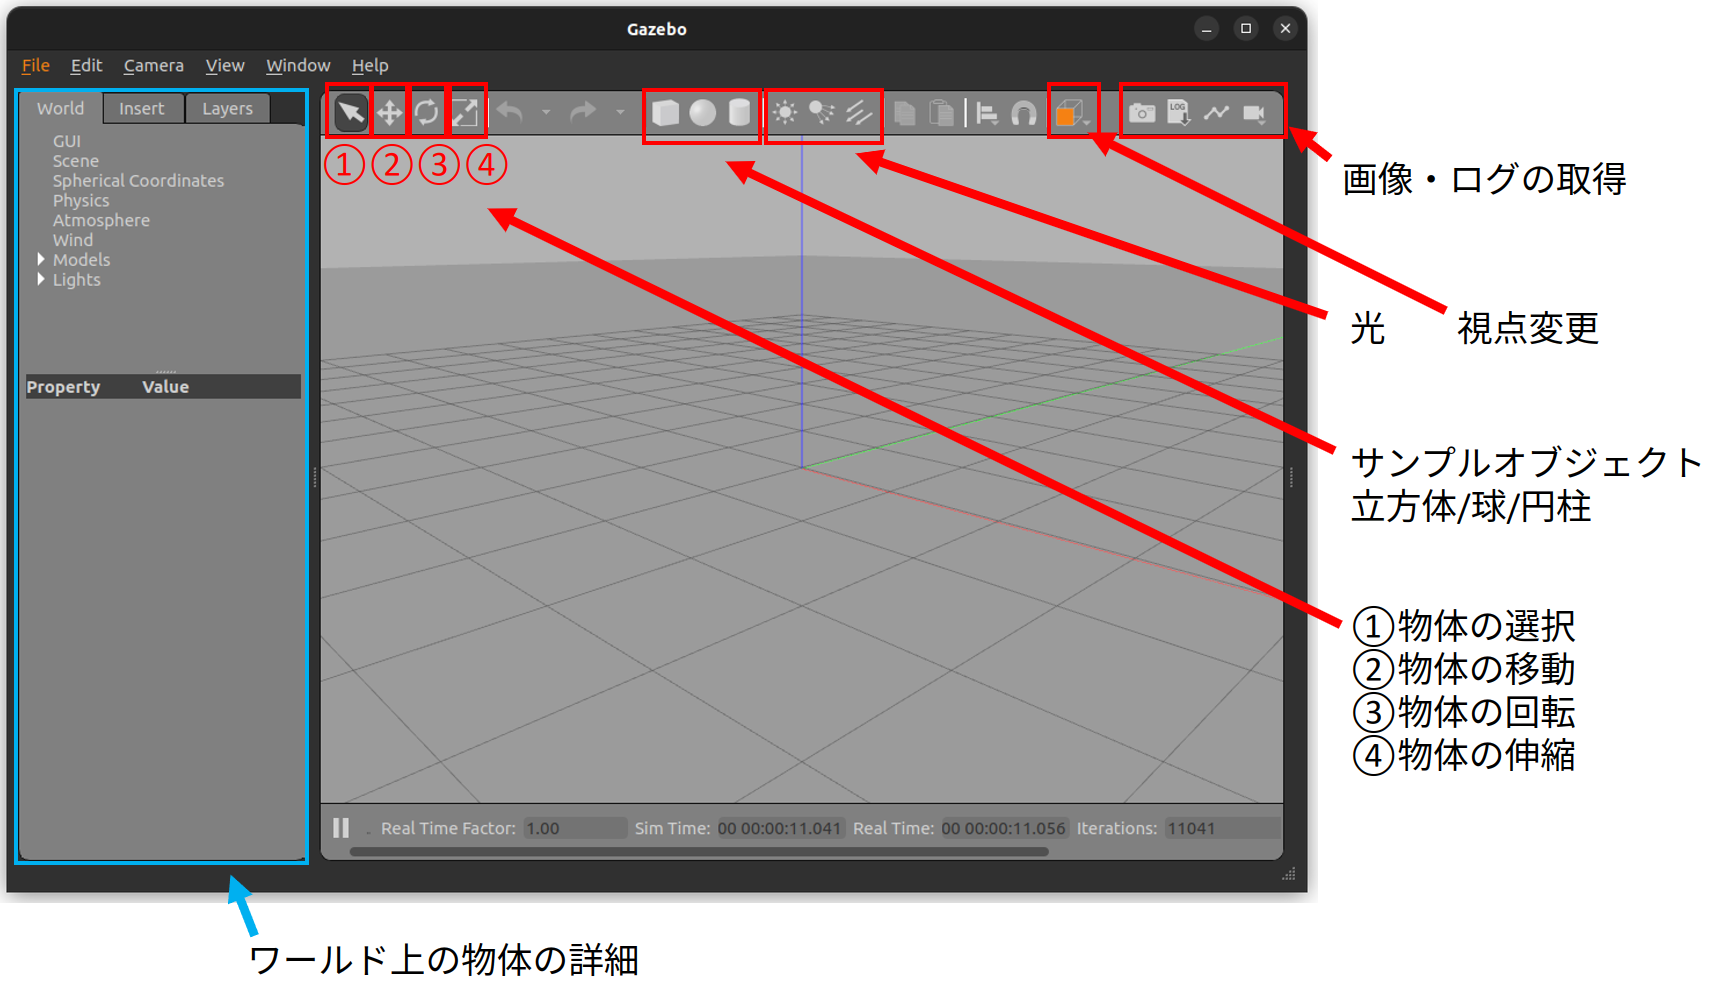 Gazebo
File Edit Camera View Window Help
World Insert Layers
LOG
① ② ③ ④
GUI
Scene
Spherical Coordinates
Physics
Atmosphere
Wind
Models
Lights
Property Value
Real Time Factor: 1.00 Sim Time: 00 00:00:11.041 Real Time: 00 00:00:11.056 Iterations: 11041
画像・ログの取得
光
視点変更
サンプルオブジェクト
立方体/球/円柱
①物体の選択
②物体の移動
③物体の回転
④物体の伸縮
ワールド上の物体の詳細